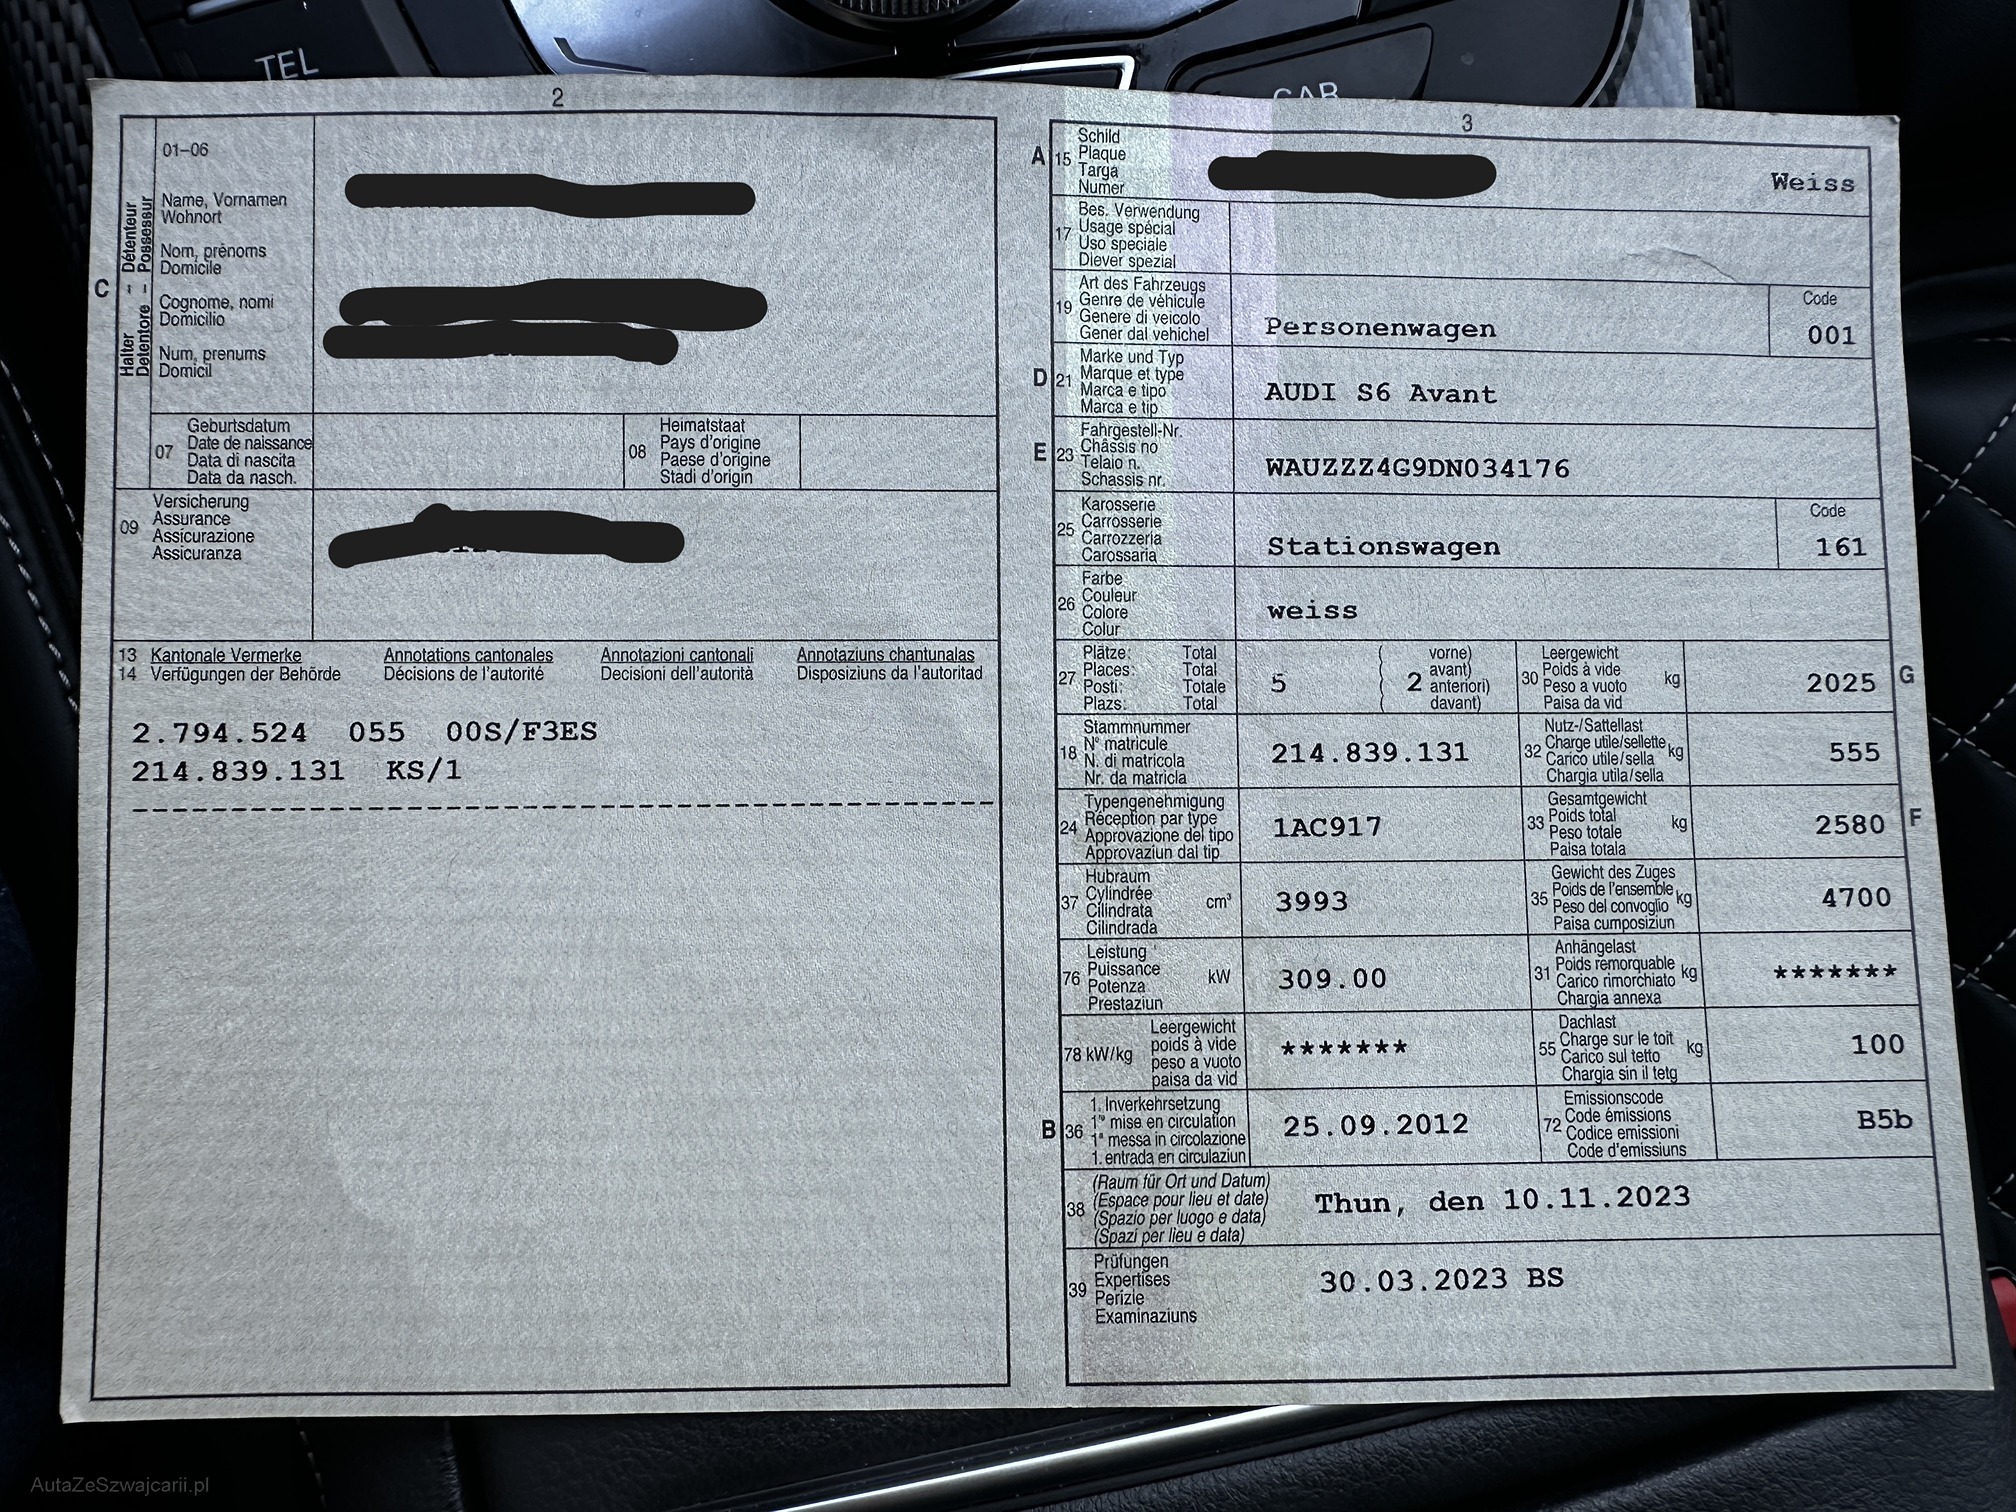 TEL
CAR
2
01-06
Halter - Détenteur
Detentore - Possessur
C
Name, Vornamen
Wohnort
Nom, prénoms
Domicile
Cognome, nomi
Domicilio
Num, prenums
Domicil
07
Geburtsdatum
Date de naissance
Data di nascita
Data da nasch.
08
Heimatstaat
Pays d'origine
Paese d'origine
Stadi d'origin
09
Versicherung
Assurance
Assicurazione
Assicuranza
13 Kantonale Vermerke Annotations cantonales Annotazioni cantonali Annotaziuns chantunalas
14 Verfügungen der Behörde Décisions de l'autorité Decisioni dell'autorità Disposiziuns da l'autoritad
2.794.524 055 00S/F3ES
214.839.131 KS/1
3
A 15
Schild
Plaque
Targa
Numer
Weiss
17
Bes. Verwendung
Usage spécial
Uso speciale
Diever spezial
19
Art des Fahrzeugs
Genre de véhicule
Genere di veicolo
Gener dal vehichel
Personenwagen
Code
001
D 21
Marke und Typ
Marque et type
Marca e tipo
Marca e tip
AUDI S6 Avant
E 23
Fahrgestell-Nr.
Châssis no
Telaio n.
Schassis nr.
WAUZZZ4G9DN034176
25
Karosserie
Carrosserie
Carrozzeria
Carossaria
Stationswagen
Code
161
26
Farbe
Couleur
Colore
Colur
weiss
27
Plätze: Total
Places: Total
Posti: Totale
Plazs: Total
5
( vorne)
( avant)
( 2 anteriori)
( davant)
30
Leergewicht
Poids à vide
Peso a vuoto
Paisa da vid
kg
2025
G
18
Stammnummer
N° matricule
N. di matricola
Nr. da matricla
214.839.131
32
Nutz-/Sattellast
Charge utile/sellette
Carico utile/sella
Chargia utila/sella
kg
555
24
Typengenehmigung
Réception par type
Approvazione del tipo
Approvaziun dal tip
1AC917
33
Gesamtgewicht
Poids total
Peso totale
Paisa totala
kg
2580
F
37
Hubraum
Cylindrée
Cilindrata
Cilindrada
cm³
3993
35
Gewicht des Zuges
Poids de l'ensemble
Peso del convoglio
Paisa cumposiziun
kg
4700
76
Leistung
Puissance
Potenza
Prestaziun
kW
309.00
31
Anhängelast
Poids remorquable
Carico rimorchiato
Chargia annexa
kg
*******
78 kW/kg
Leergewicht
poids à vide
peso a vuoto
paisa da vid
*******
55
Dachlast
Charge sur le toit
Carico sul tetto
Chargia sin il tetg
kg
100
B 36
1. Inverkehrsetzung
1re mise en circulation
1a messa in circolazione
1. entrada en circulaziun
25.09.2012
72
Emissionscode
Code émissions
Codice emissioni
Code d'emissiuns
B5b
38
(Raum für Ort und Datum)
(Espace pour lieu et date)
(Spazio per luogo e data)
(Spazi per lieu e data)
Thun, den 10.11.2023
39
Prüfungen
Expertises
Perizie
Examinaziuns
30.03.2023 BS
AutaZeSzwajcarii.pl